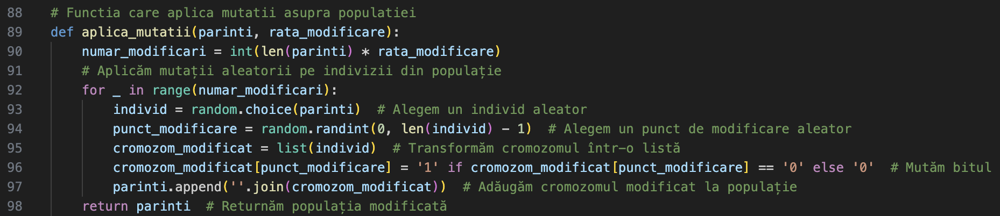 88 # Functia care aplica mutatii asupra populatiei
89 def aplica_mutatii(parinti, rata_modificare):
90     numar_modificari = int(len(parinti) * rata_modificare)
91     # Aplicăm mutații aleatorii pe indivizii din populație
92     for _ in range(numar_modificari):
93         individ = random.choice(parinti)  # Alegem un individ aleator
94         punct_modificare = random.randint(0, len(individ) - 1)  # Alegem un punct de modificare aleator
95         cromozom_modificat = list(individ)  # Transformăm cromozomul într-o listă
96         cromozom_modificat[punct_modificare] = '1' if cromozom_modificat[punct_modificare] == '0' else '0'  # Mutăm bitul
97         parinti.append(''.join(cromozom_modificat))  # Adăugăm cromozomul modificat la populație
98     return parinti  # Returnăm populația modificată